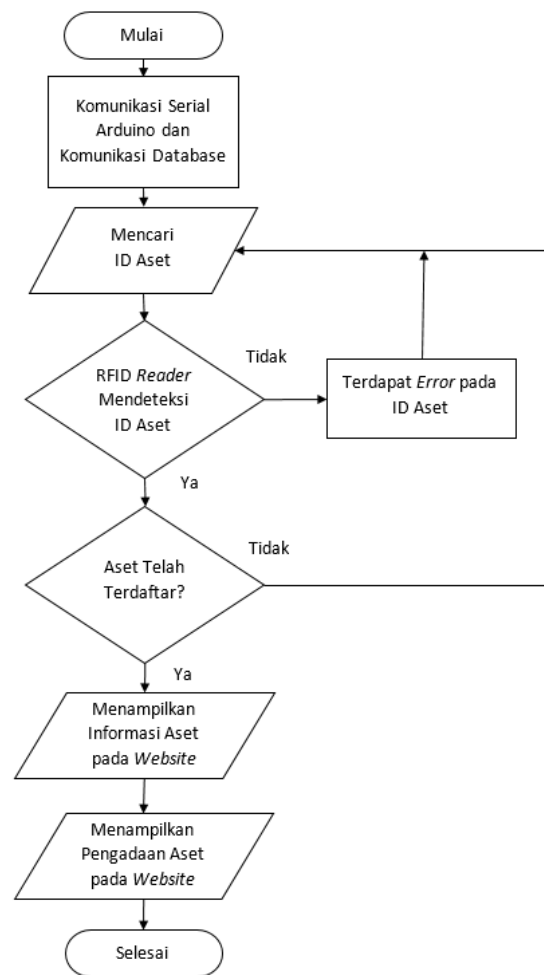 Mulai
Komunikasi Serial
Arduino dan
Komunikasi Database
Mencari
ID Aset
RFID Reader
Mendeteksi
ID Aset
Tidak
Terdapat Error pada
ID Aset
Ya
Aset Telah
Terdaftar?
Tidak
Ya
Menampilkan
Informasi Aset
pada Website
Menampilkan
Pengadaan Aset
pada Website
Selesai